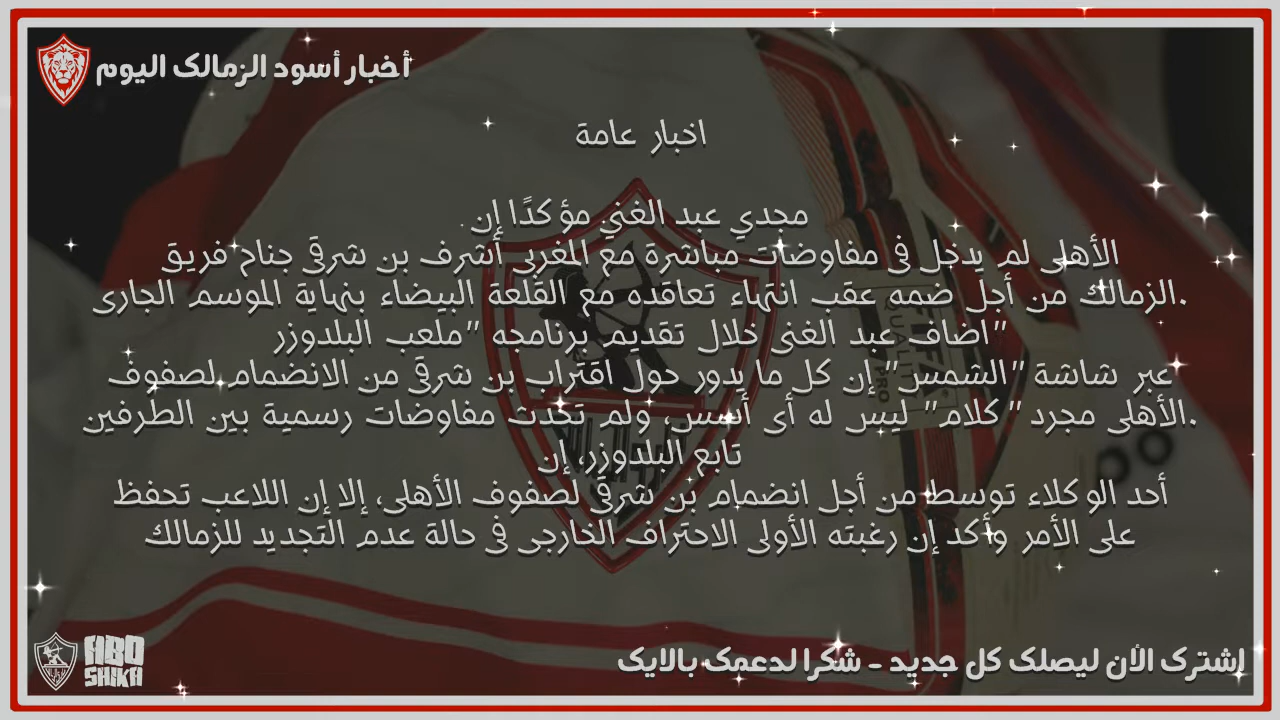 أخبار أسود الزمالك اليوم
اخبار عامة
مجدي عبد الغني مؤكدًا إن .
الأهلى لم يدخل فى مفاوضات مباشرة مع المغربى أشرف بن شرقى جناح فريق
الزمالك من أجل ضمه عقب انتهاء تعاقده مع القلعة البيضاء بنهاية الموسم الجارى.
"اضاف عبد الغنى خلال تقديم برنامجه "ملعب البلدوزر
عبر شاشة "الشمس" إن كل ما يدور حول اقتراب بن شرقى من الانضمام لصفوف
الأهلى مجرد "كلام" ليس له أى أسس، ولم تحدث مفاوضات رسمية بين الطرفين.
تابع البلدوزر، إن
أحد الوكلاء توسط من أجل انضمام بن شرقى لصفوف الأهلى، إلا إن اللاعب تحفظ
على الأمر وأكد إن رغبته الأولى الاحتراف الخارجى فى حالة عدم التجديد للزمالك
اشترك الأن ليصلك كل جديد - شكرا لدعمك بالايك
ABO
SHIKA
QUALITY
PRO